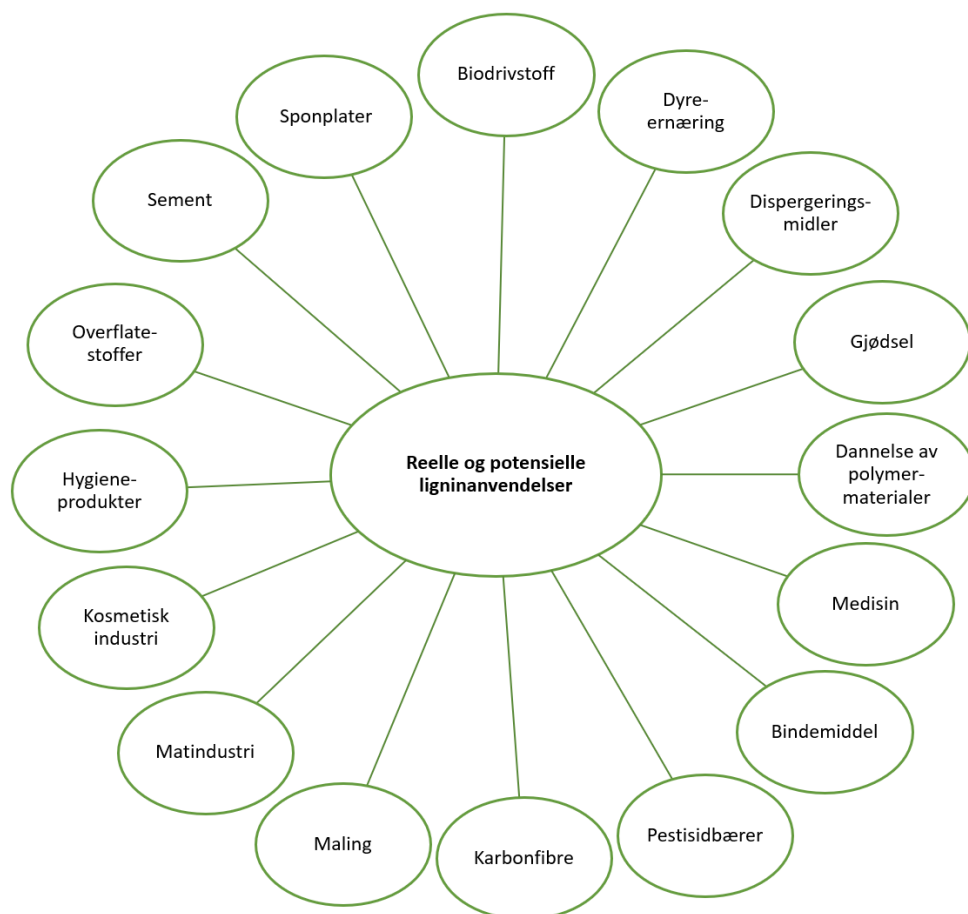 Biodrivstoff
Dyre-
ernæring
Dispergerings-
midler
Gjødsel
Dannelse av
polymer-
materialer
Medisin
Bindemiddel
Pestisidbærer
Karbonfibre
Maling
Matindustri
Kosmetisk
industri
Hygiene-
produkter
Overflate-
stoffer
Sement
Sponplater
Reelle og potensielle
ligninanvendelser